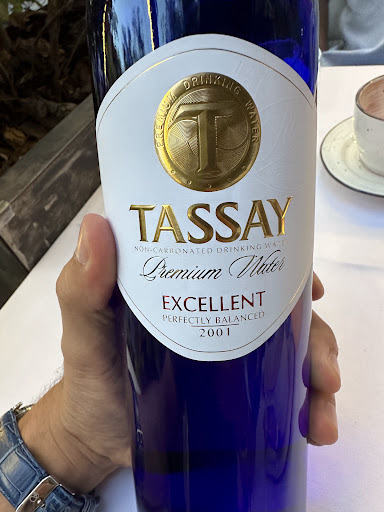 PREMIUM DRINKING WATER
T
TASSAY
NON-CARBONATED DRINKING WATER
Premium Water
EXCELLENT
PERFECTLY BALANCED
2001